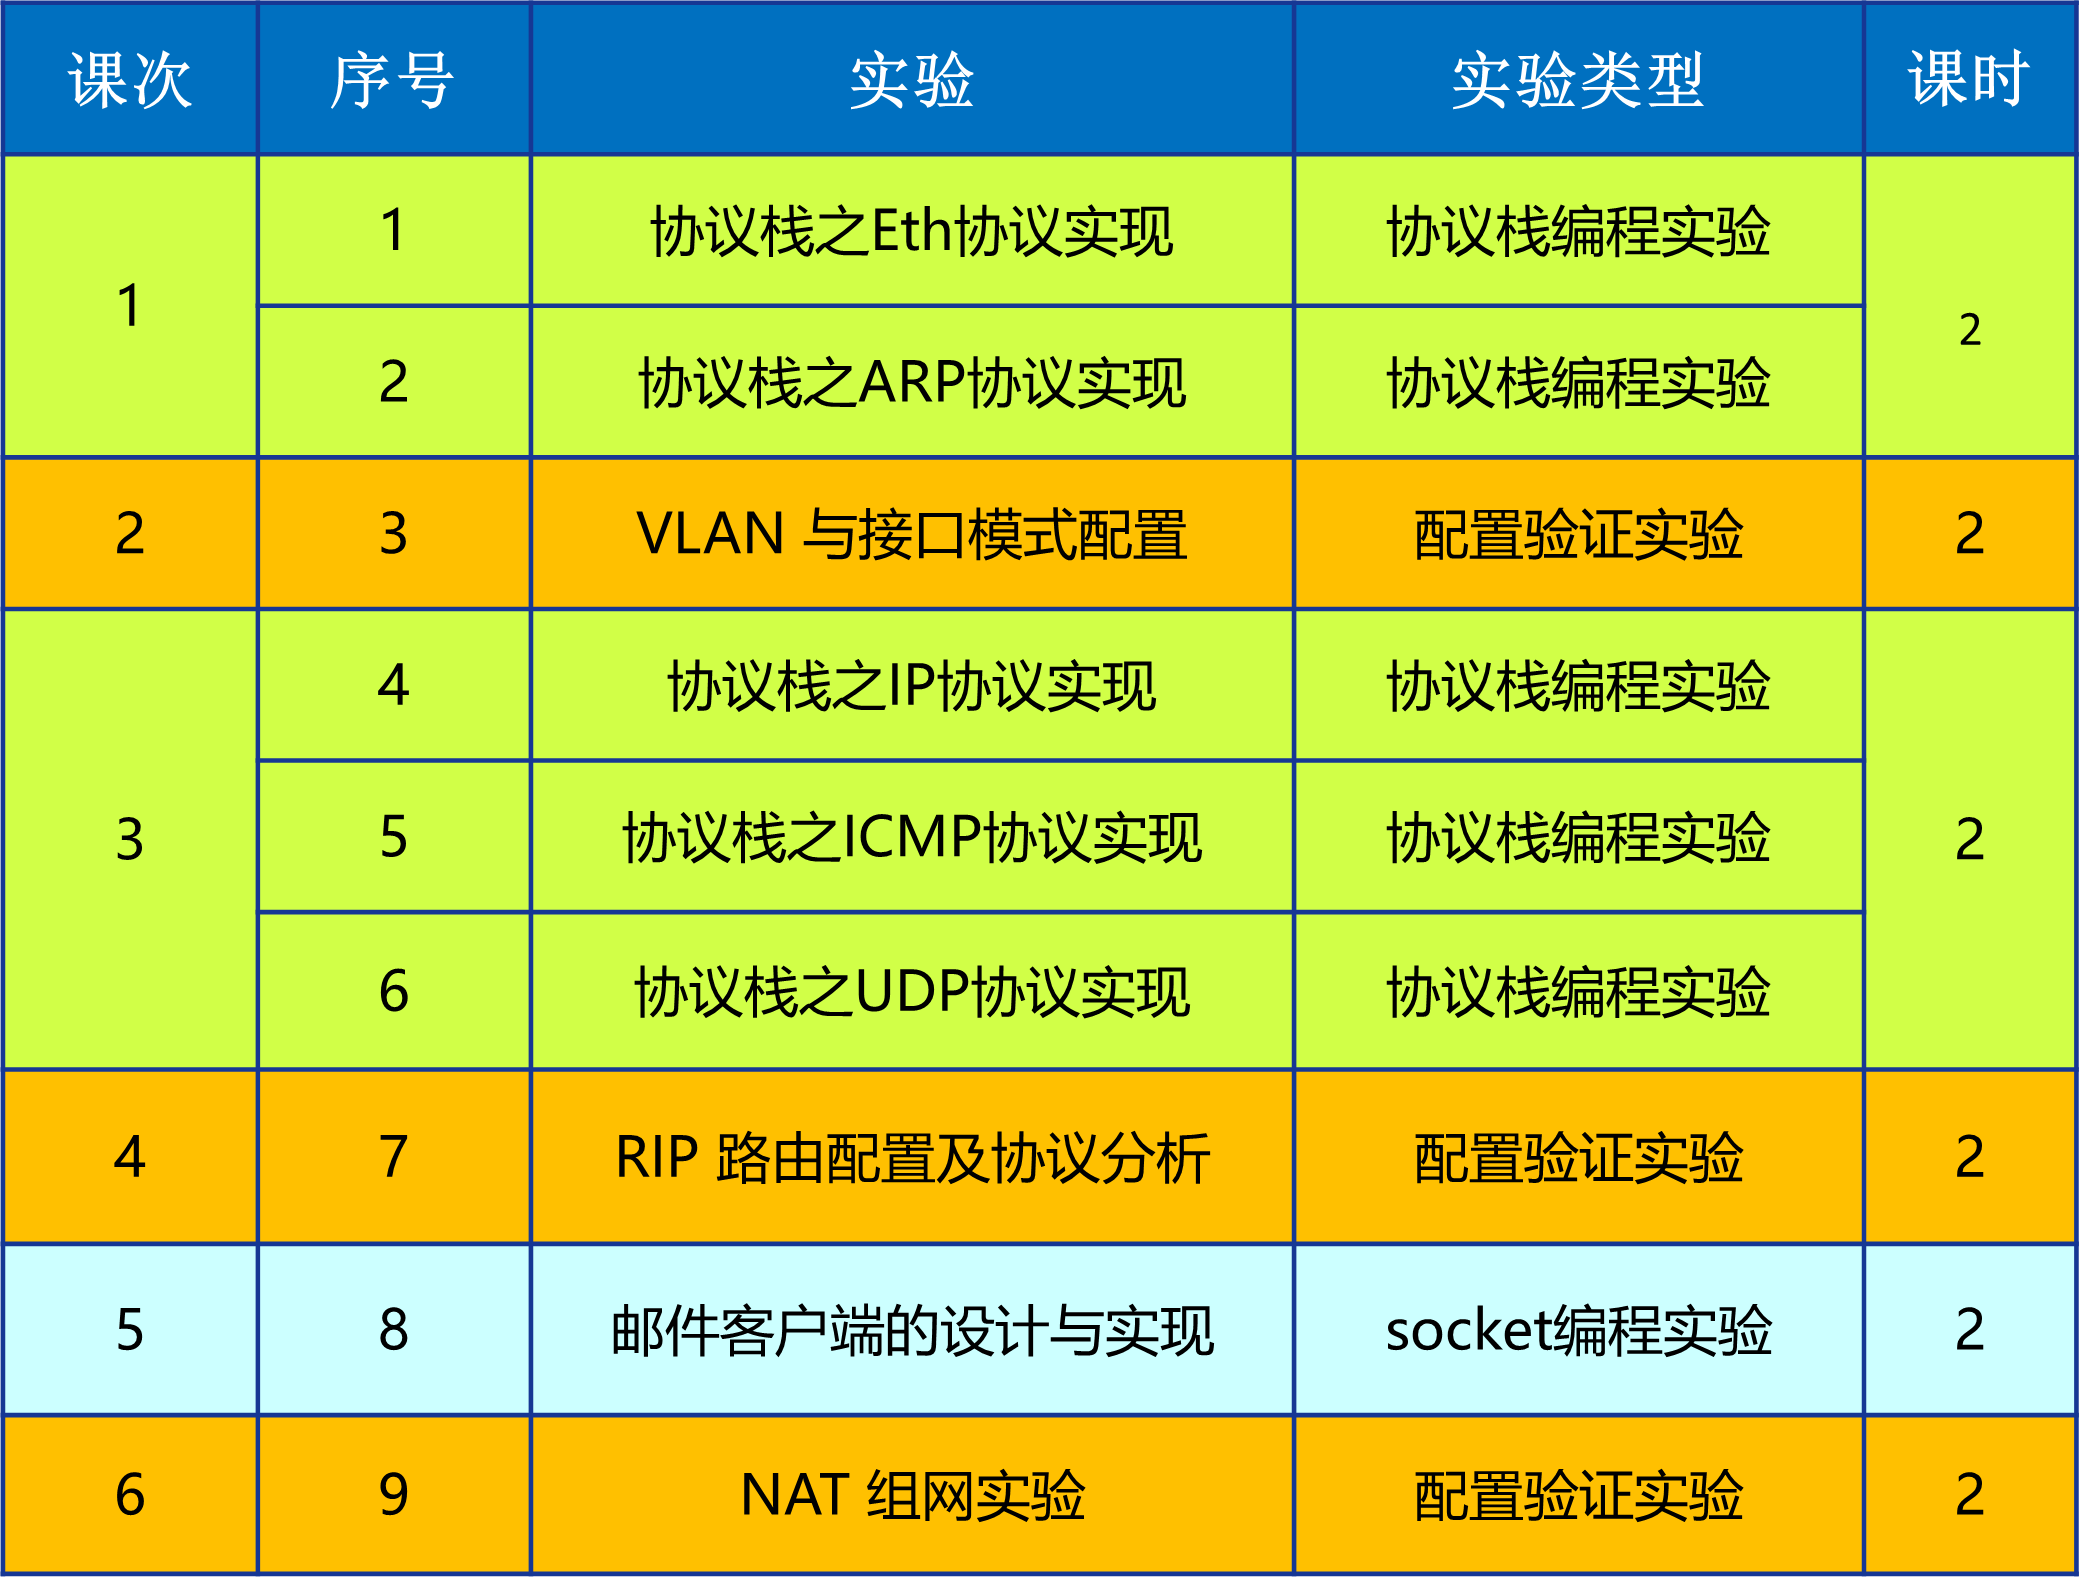 课次 序号 实验 实验类型 课时
1 1 协议栈之Eth协议实现 协议栈编程实验 2
2 协议栈之ARP协议实现 协议栈编程实验
2 3 VLAN 与接口模式配置 配置验证实验 2
3 4 协议栈之IP协议实现 协议栈编程实验 2
5 协议栈之ICMP协议实现 协议栈编程实验
6 协议栈之UDP协议实现 协议栈编程实验
4 7 RIP 路由配置及协议分析 配置验证实验 2
5 8 邮件客户端的设计与实现 socket编程实验 2
6 9 NAT 组网实验 配置验证实验 2